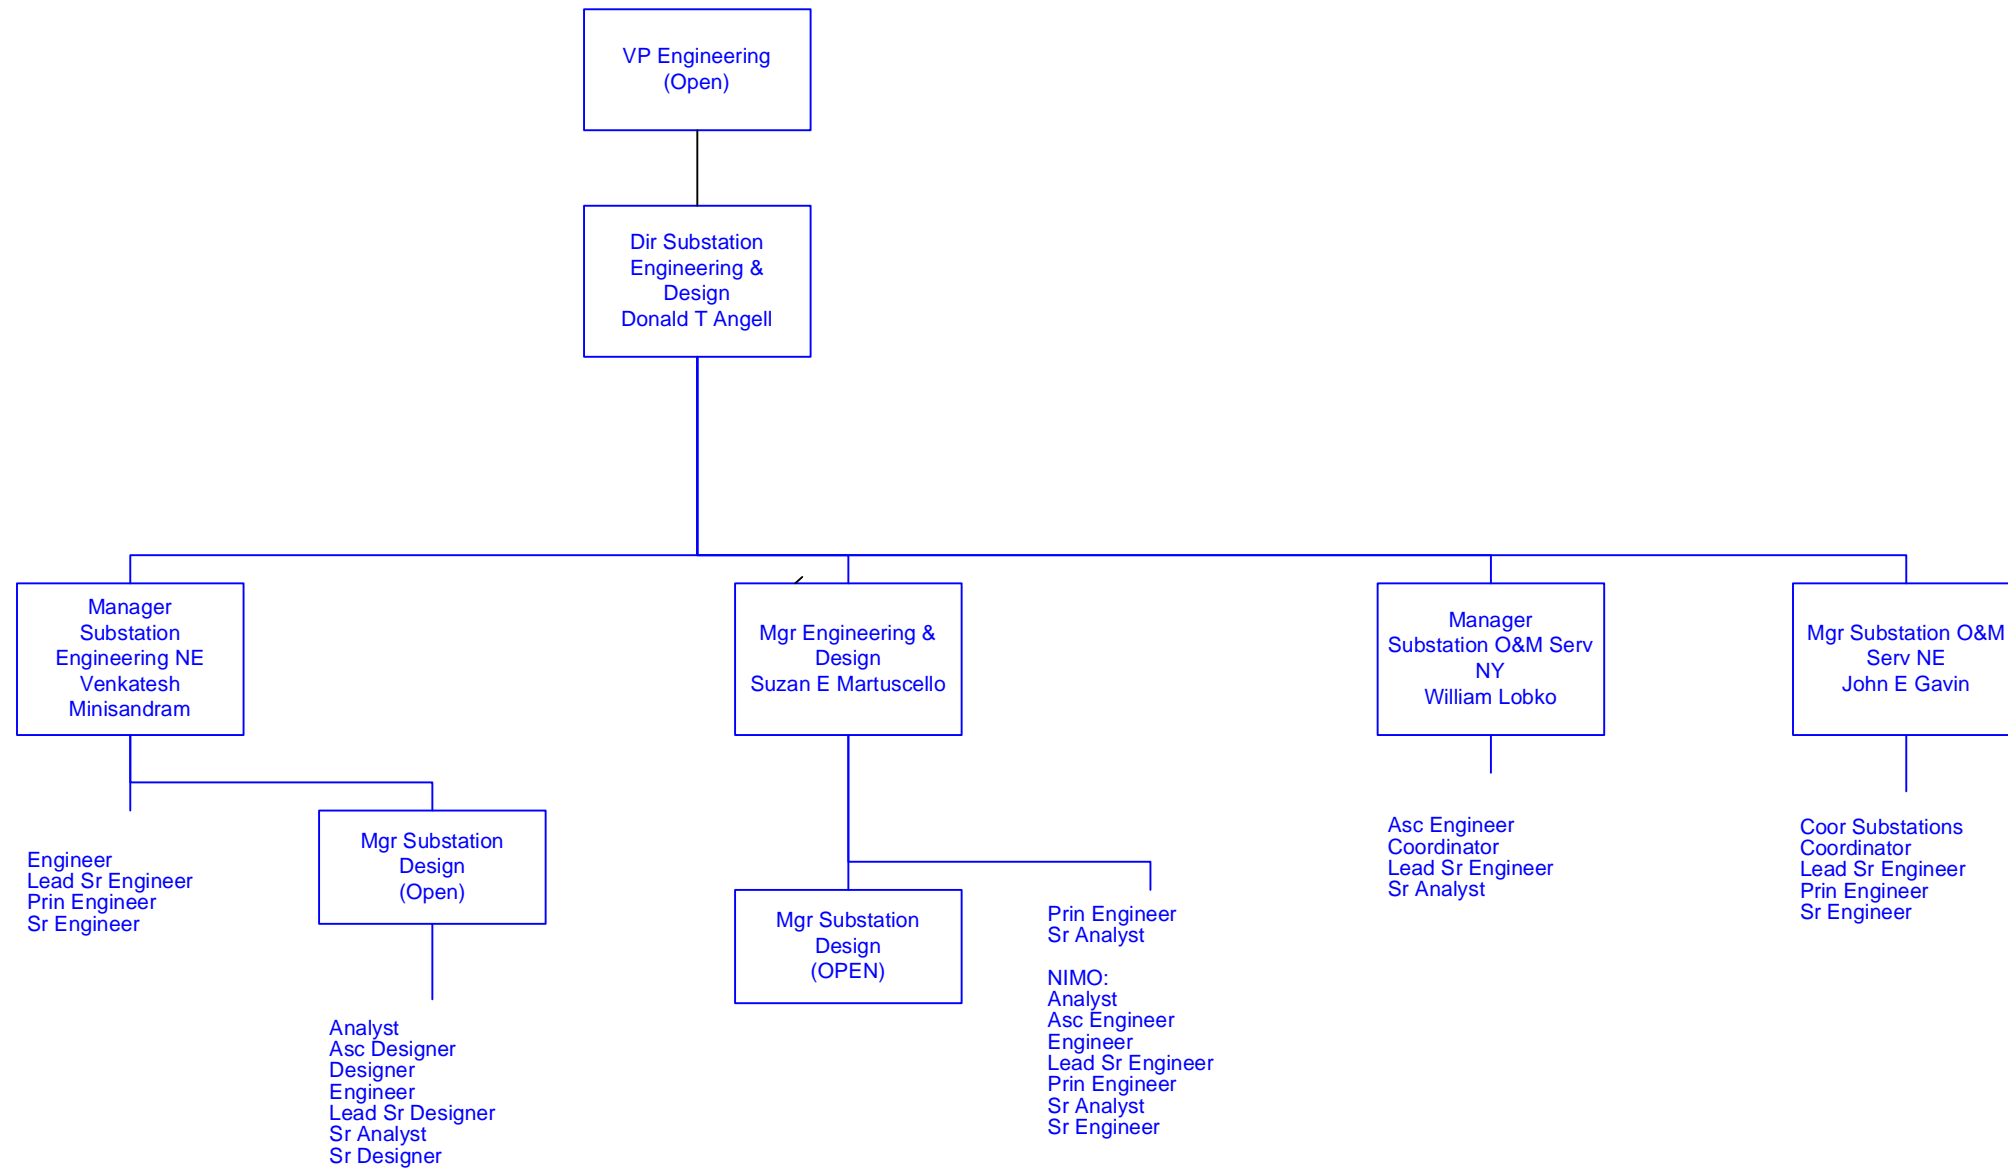 VP Engineering
(Open)
Dir Substation
Engineering &
Design
Donald T Angell
Manager
Substation
Engineering NE
Venkatesh
Minisandram
Mgr Engineering &
Design
Suzan E Martuscello
Manager
Substation O&M Serv
NY
William Lobko
Mgr Substation O&M
Serv NE
John E Gavin
Engineer
Lead Sr Engineer
Prin Engineer
Sr Engineer
Mgr Substation
Design
(Open)
Analyst
Asc Designer
Designer
Engineer
Lead Sr Designer
Sr Analyst
Sr Designer
Mgr Substation
Design
(OPEN)
Prin Engineer
Sr Analyst
NIMO:
Analyst
Asc Engineer
Engineer
Lead Sr Engineer
Prin Engineer
Sr Analyst
Sr Engineer
Asc Engineer
Coordinator
Lead Sr Engineer
Sr Analyst
Coor Substations
Coordinator
Lead Sr Engineer
Prin Engineer
Sr Engineer